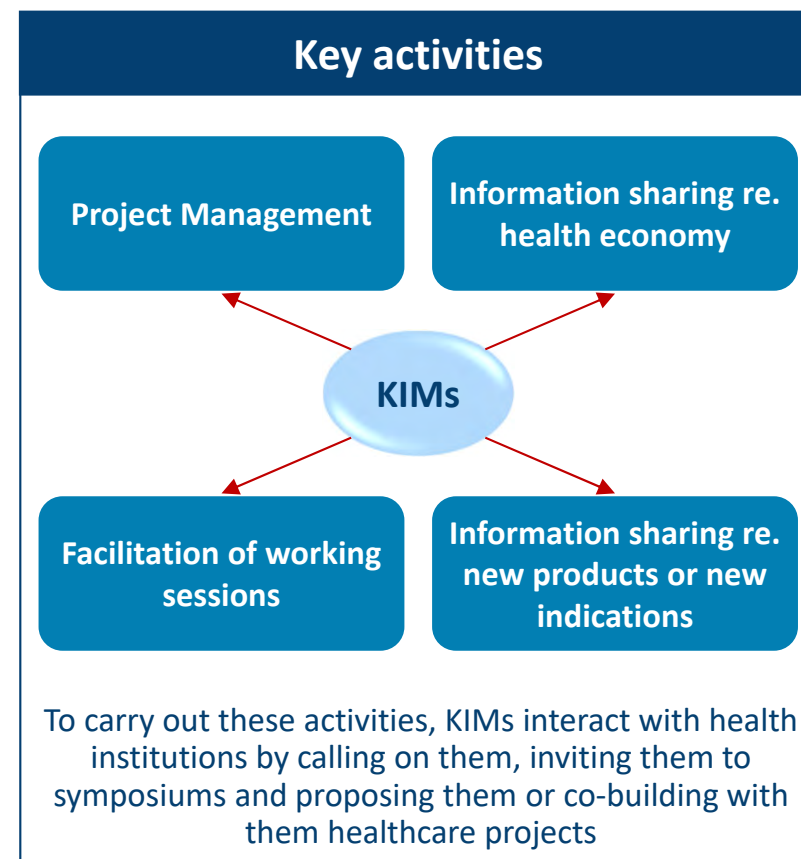 Key activities
Project Management
Information sharing re.
health economy
KIMs
Facilitation of working
sessions
Information sharing re.
new products or new
indications
To carry out these activities, KIMs interact with health
institutions by calling on them, inviting them to
symposiums and proposing them or co-building with
them healthcare projects